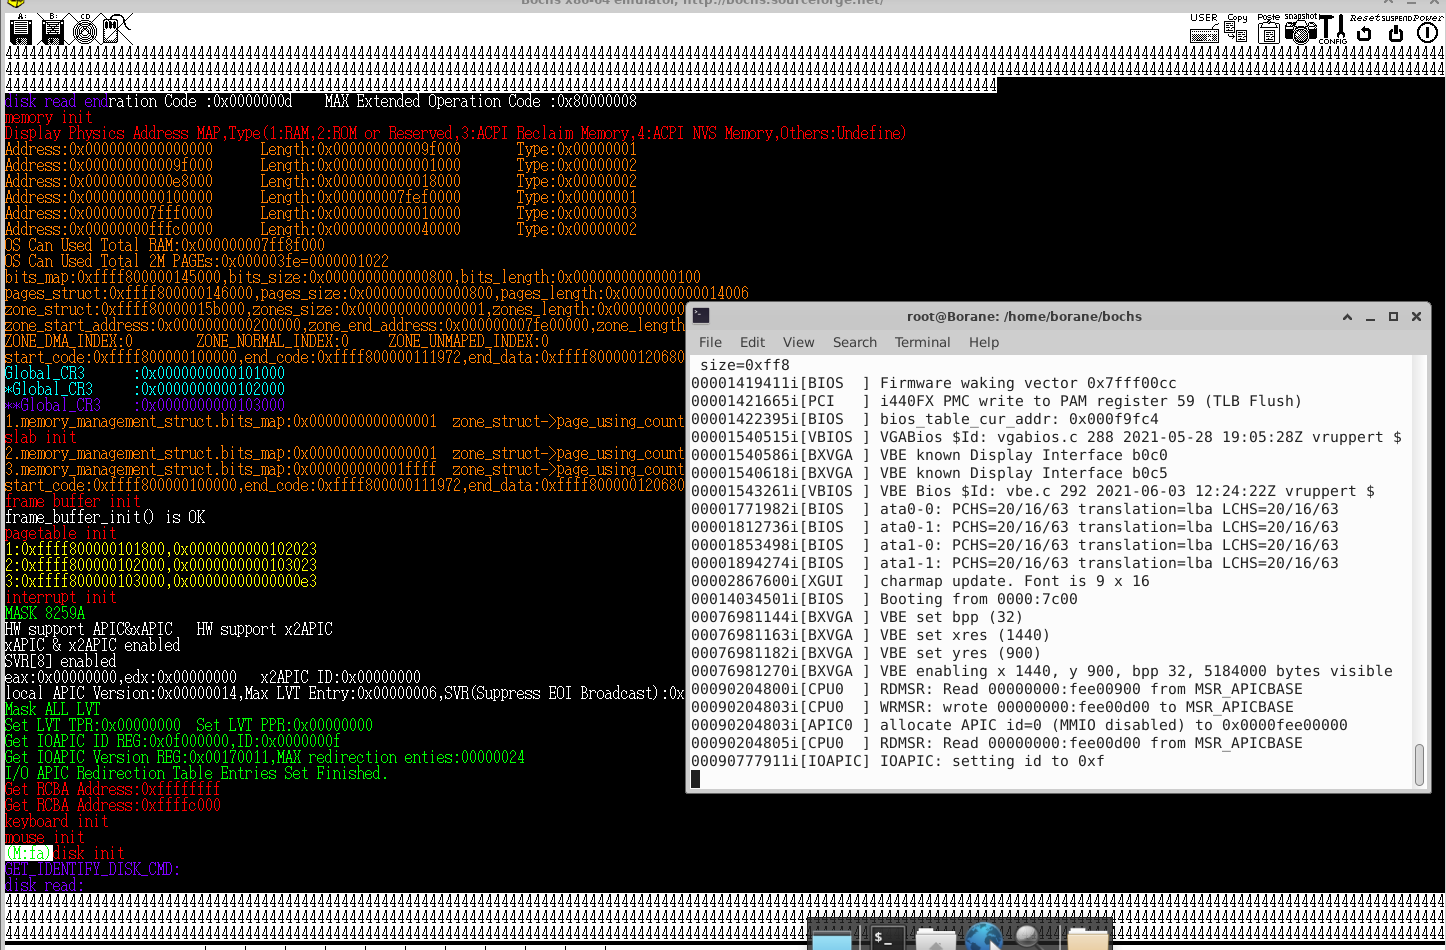 Bochs x86-64 emulator, http://bochs.sourceforge.net/
A: B: CD USER Copy Paste snapshot CONFIG Reset SUSPEND Power
disk read endration Code :0x0000000d MAX Extended Operation Code :0x80000008
memory init
Display Physics Address MAP,Type(1:RAM,2:ROM or Reserved,3:ACPI Reclaim Memory,4:ACPI NVS Memory,Others:Undefine)
Address:0x0000000000000000 Length:0x000000000009f000 Type:0x00000001
Address:0x000000000009f000 Length:0x0000000000001000 Type:0x00000002
Address:0x00000000000e8000 Length:0x0000000000018000 Type:0x00000002
Address:0x0000000000100000 Length:0x000000007fef0000 Type:0x00000001
Address:0x000000007fff0000 Length:0x0000000000010000 Type:0x00000003
Address:0x00000000fffc0000 Length:0x0000000000040000 Type:0x00000002
OS Can Used Total RAM:0x000000007ff8f000
OS Can Used Total 2M PAGEs:0x000003fe=0000001022
bits_map:0xffff800000145000,bits_size:0x0000000000000800,bits_length:0x0000000000000100
pages_struct:0xffff800000146000,pages_size:0x0000000000000800,pages_length:0x0000000000014006
zone_struct:0xffff80000015b000,zones_size:0x0000000000000001,zones_length:0x000000000
zone_start_address:0x0000000000200000,zone_end_address:0x000000007fe00000,zone_length
ZONE_DMA_INDEX:0 ZONE_NORMAL_INDEX:0 ZONE_UNMAPED_INDEX:0
start_code:0xffff800000100000,end_code:0xffff800000111972,end_data:0xffff800000120680
Global_CR3 :0x0000000000101000
*Global_CR3 :0x0000000000102000
**Global_CR3 :0x0000000000103000
1.memory_management_struct.bits_map:0x0000000000000001 zone_struct->page_using_count
slab init
2.memory_management_struct.bits_map:0x0000000000000001 zone_struct->page_using_count
3.memory_management_struct.bits_map:0x000000000001ffff zone_struct->page_using_count
start_code:0xffff800000100000,end_code:0xffff800000111972,end_data:0xffff800000120680
frame buffer init
frame_buffer_init() is OK
pagetable init
1:0xffff800000101800,0x0000000000102023
2:0xffff800000102000,0x0000000000103023
3:0xffff800000103000,0x00000000000000e3
interrupt init
MASK 8259A
HW support APIC&xAPIC HW support x2APIC
xAPIC & x2APIC enabled
SVR[8] enabled
eax:0x00000000,edx:0x00000000 x2APIC ID:0x00000000
local APIC Version:0x00000014,Max LVT Entry:0x00000006,SVR(Suppress EOI Broadcast):0x
Mask ALL LVT
Set LVT TPR:0x00000000 Set LVT PPR:0x00000000
Get IOAPIC ID REG:0x0f000000,ID:0x0000000f
Get IOAPIC Version REG:0x00170011,MAX redirection enties:00000024
I/O APIC Redirection Table Entries Set Finished.
Get RCBA Address:0xffffffff
Get RCBA Address:0xffffc000
keyboard init
mouse init
(M:fa)disk init
GET_IDENTIFY_DISK_CMD:
disk read:
root@Borane: /home/borane/bochs
File Edit View Search Terminal Help
size=0xff8
00001419411i[BIOS ] Firmware waking vector 0x7fff00cc
00001421665i[PCI ] i440FX PMC write to PAM register 59 (TLB Flush)
00001422395i[BIOS ] bios_table_cur_addr: 0x000f9fc4
00001540515i[VBIOS ] VGABios $Id: vgabios.c 288 2021-05-28 19:05:28Z vruppert $
00001540586i[BXVGA ] VBE known Display Interface b0c0
00001540618i[BXVGA ] VBE known Display Interface b0c5
00001543261i[VBIOS ] VBE Bios $Id: vbe.c 292 2021-06-03 12:24:22Z vruppert $
00001771982i[BIOS ] ata0-0: PCHS=20/16/63 translation=lba LCHS=20/16/63
00001812736i[BIOS ] ata0-1: PCHS=20/16/63 translation=lba LCHS=20/16/63
00001853498i[BIOS ] ata1-0: PCHS=20/16/63 translation=lba LCHS=20/16/63
00001894274i[BIOS ] ata1-1: PCHS=20/16/63 translation=lba LCHS=20/16/63
00002867600i[XGUI ] charmap update. Font is 9 x 16
00014034501i[BIOS ] Booting from 0000:7c00
00076981144i[BXVGA ] VBE set bpp (32)
00076981163i[BXVGA ] VBE set xres (1440)
00076981182i[BXVGA ] VBE set yres (900)
00076981270i[BXVGA ] VBE enabling x 1440, y 900, bpp 32, 5184000 bytes visible
00090204800i[CPU0 ] RDMSR: Read 00000000:fee00900 from MSR_APICBASE
00090204803i[CPU0 ] WRMSR: wrote 00000000:fee00d00 to MSR_APICBASE
00090204803i[APIC0 ] allocate APIC id=0 (MMIO disabled) to 0x0000fee00000
00090204805i[CPU0 ] RDMSR: Read 00000000:fee00d00 from MSR_APICBASE
00090777911i[IOAPIC] IOAPIC: setting id to 0xf